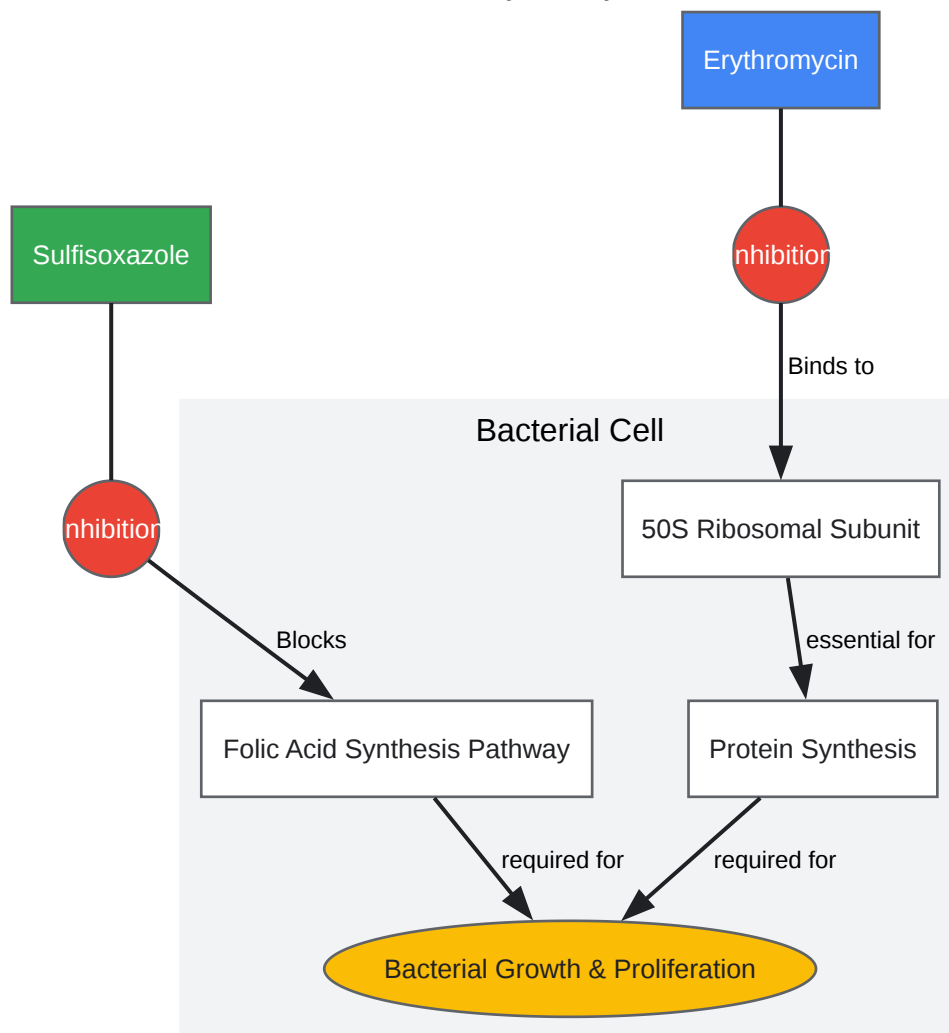 Erythromycin
Sulfisoxazole
nhibition
Binds to
Bacterial Cell
50S Ribosomal Subunit
nhibition
Blocks
essential for
Folic Acid Synthesis Pathway
Protein Synthesis
required for
required for
Bacterial Growth & Proliferation